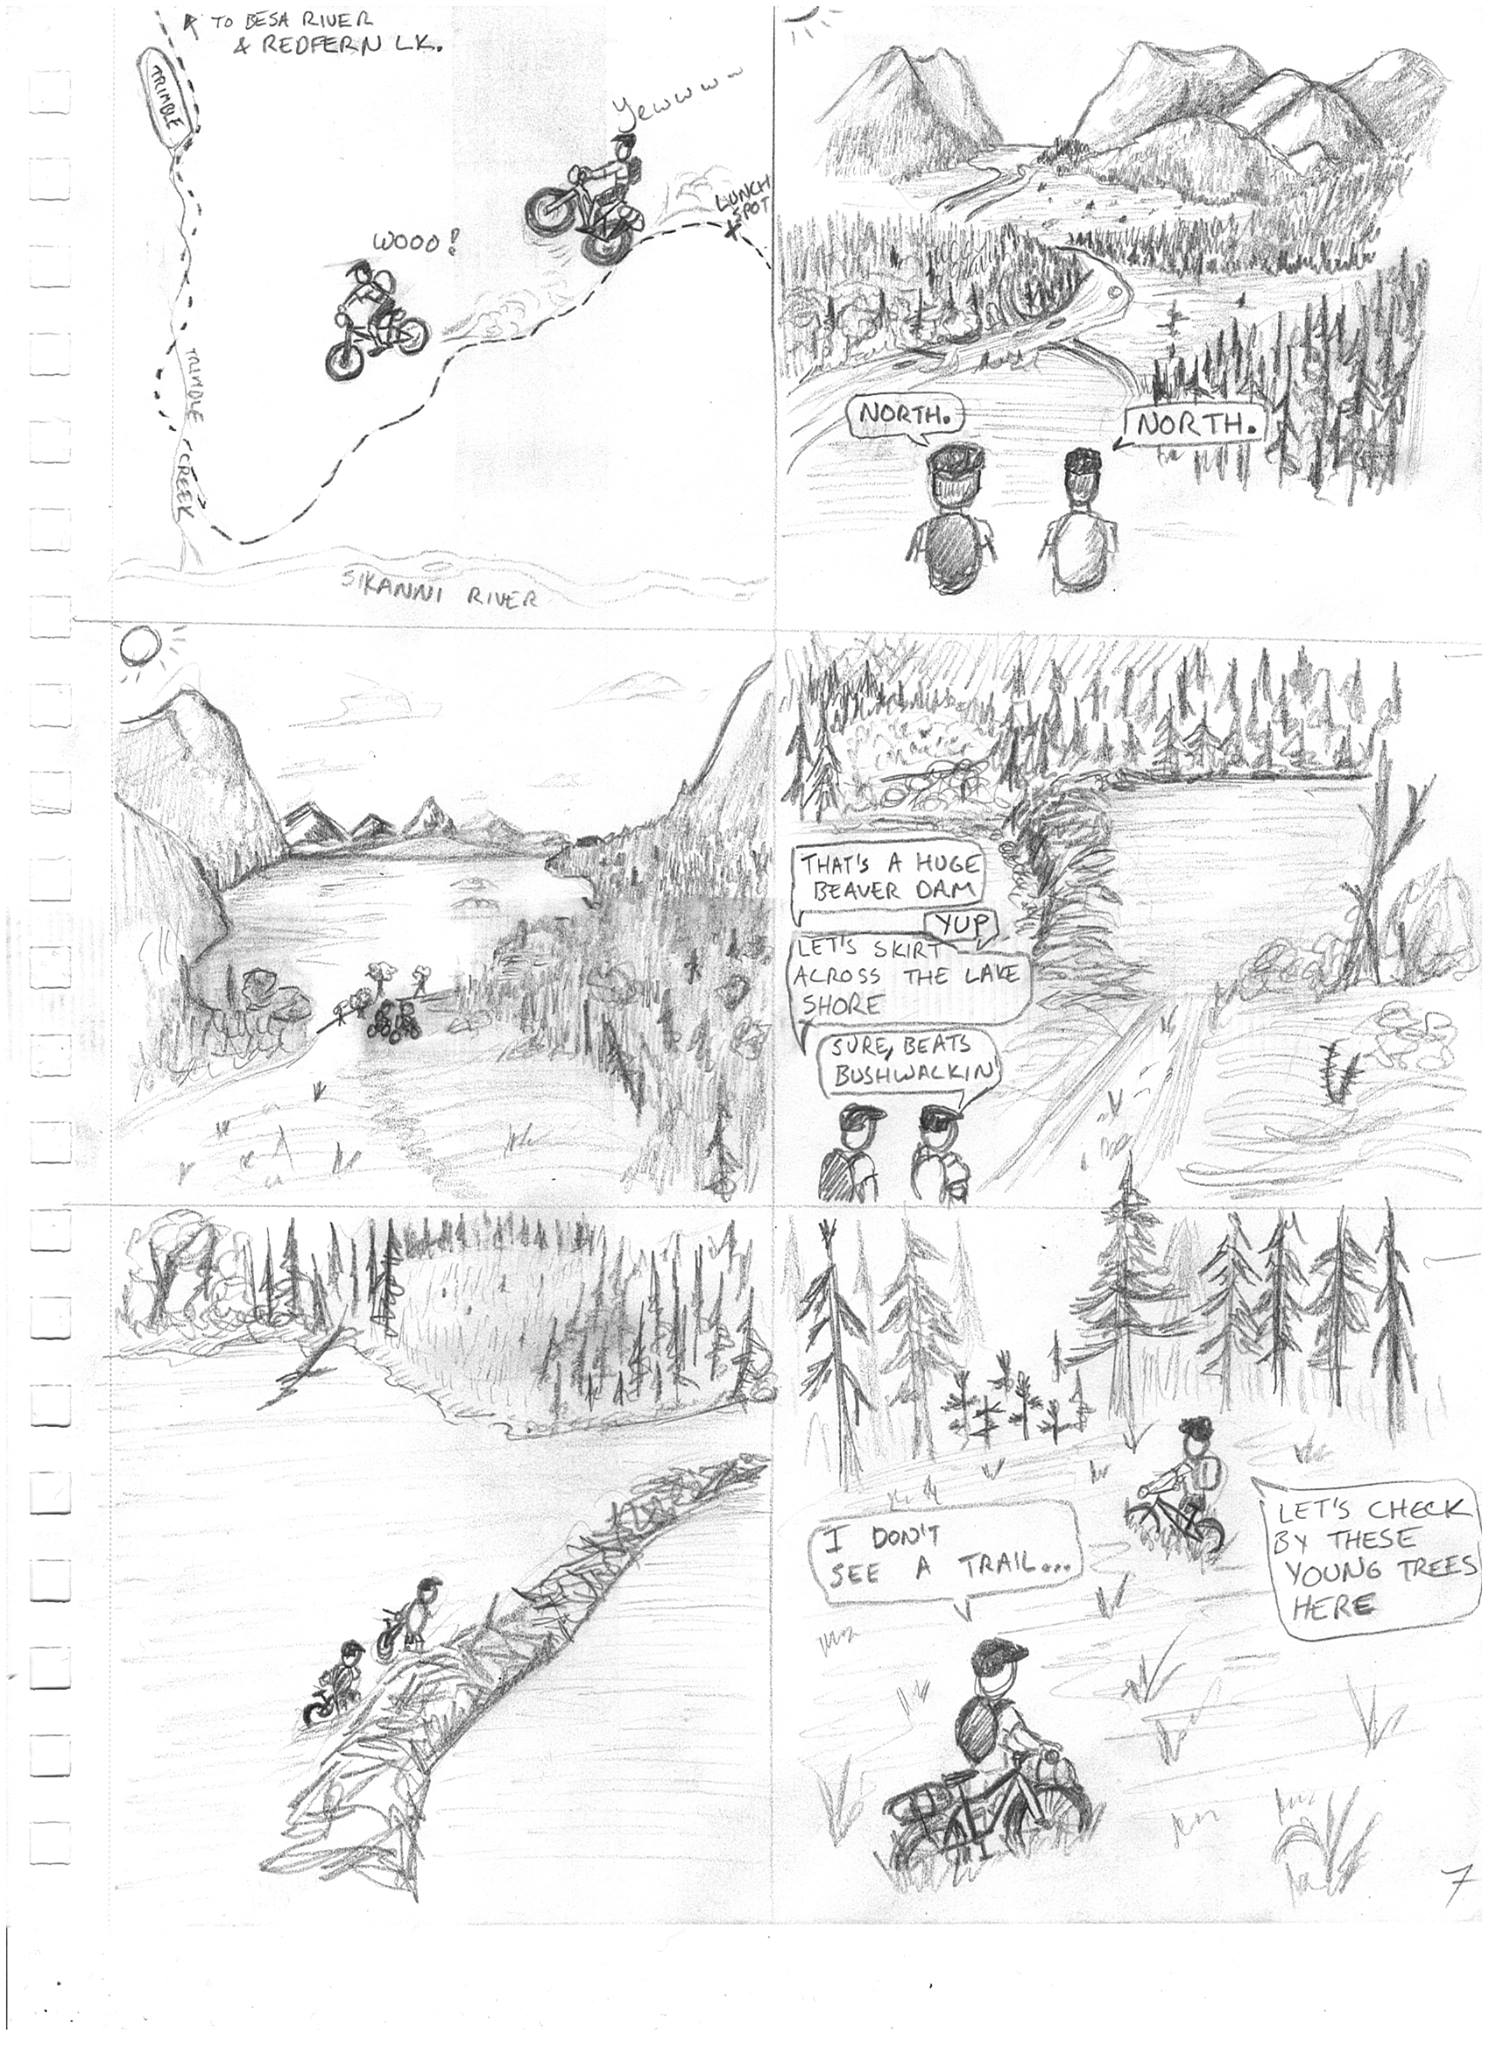 TO BESA RIVER
& REDFERN LK.
TRIMBLE
Yewww~
LUNCH
SPOT
WOOO!
TRIMBLE CREEK
SIKANNI RIVER
NORTH.
NORTH.
THAT'S A HUGE
BEAVER DAM
YUP
LET'S SKIRT
ACROSS THE LAKE
SHORE
SURE, BEATS
BUSHWALKIN'
I DON'T
SEE A TRAIL...
LET'S CHECK
BY THESE
YOUNG TREES
HERE
7